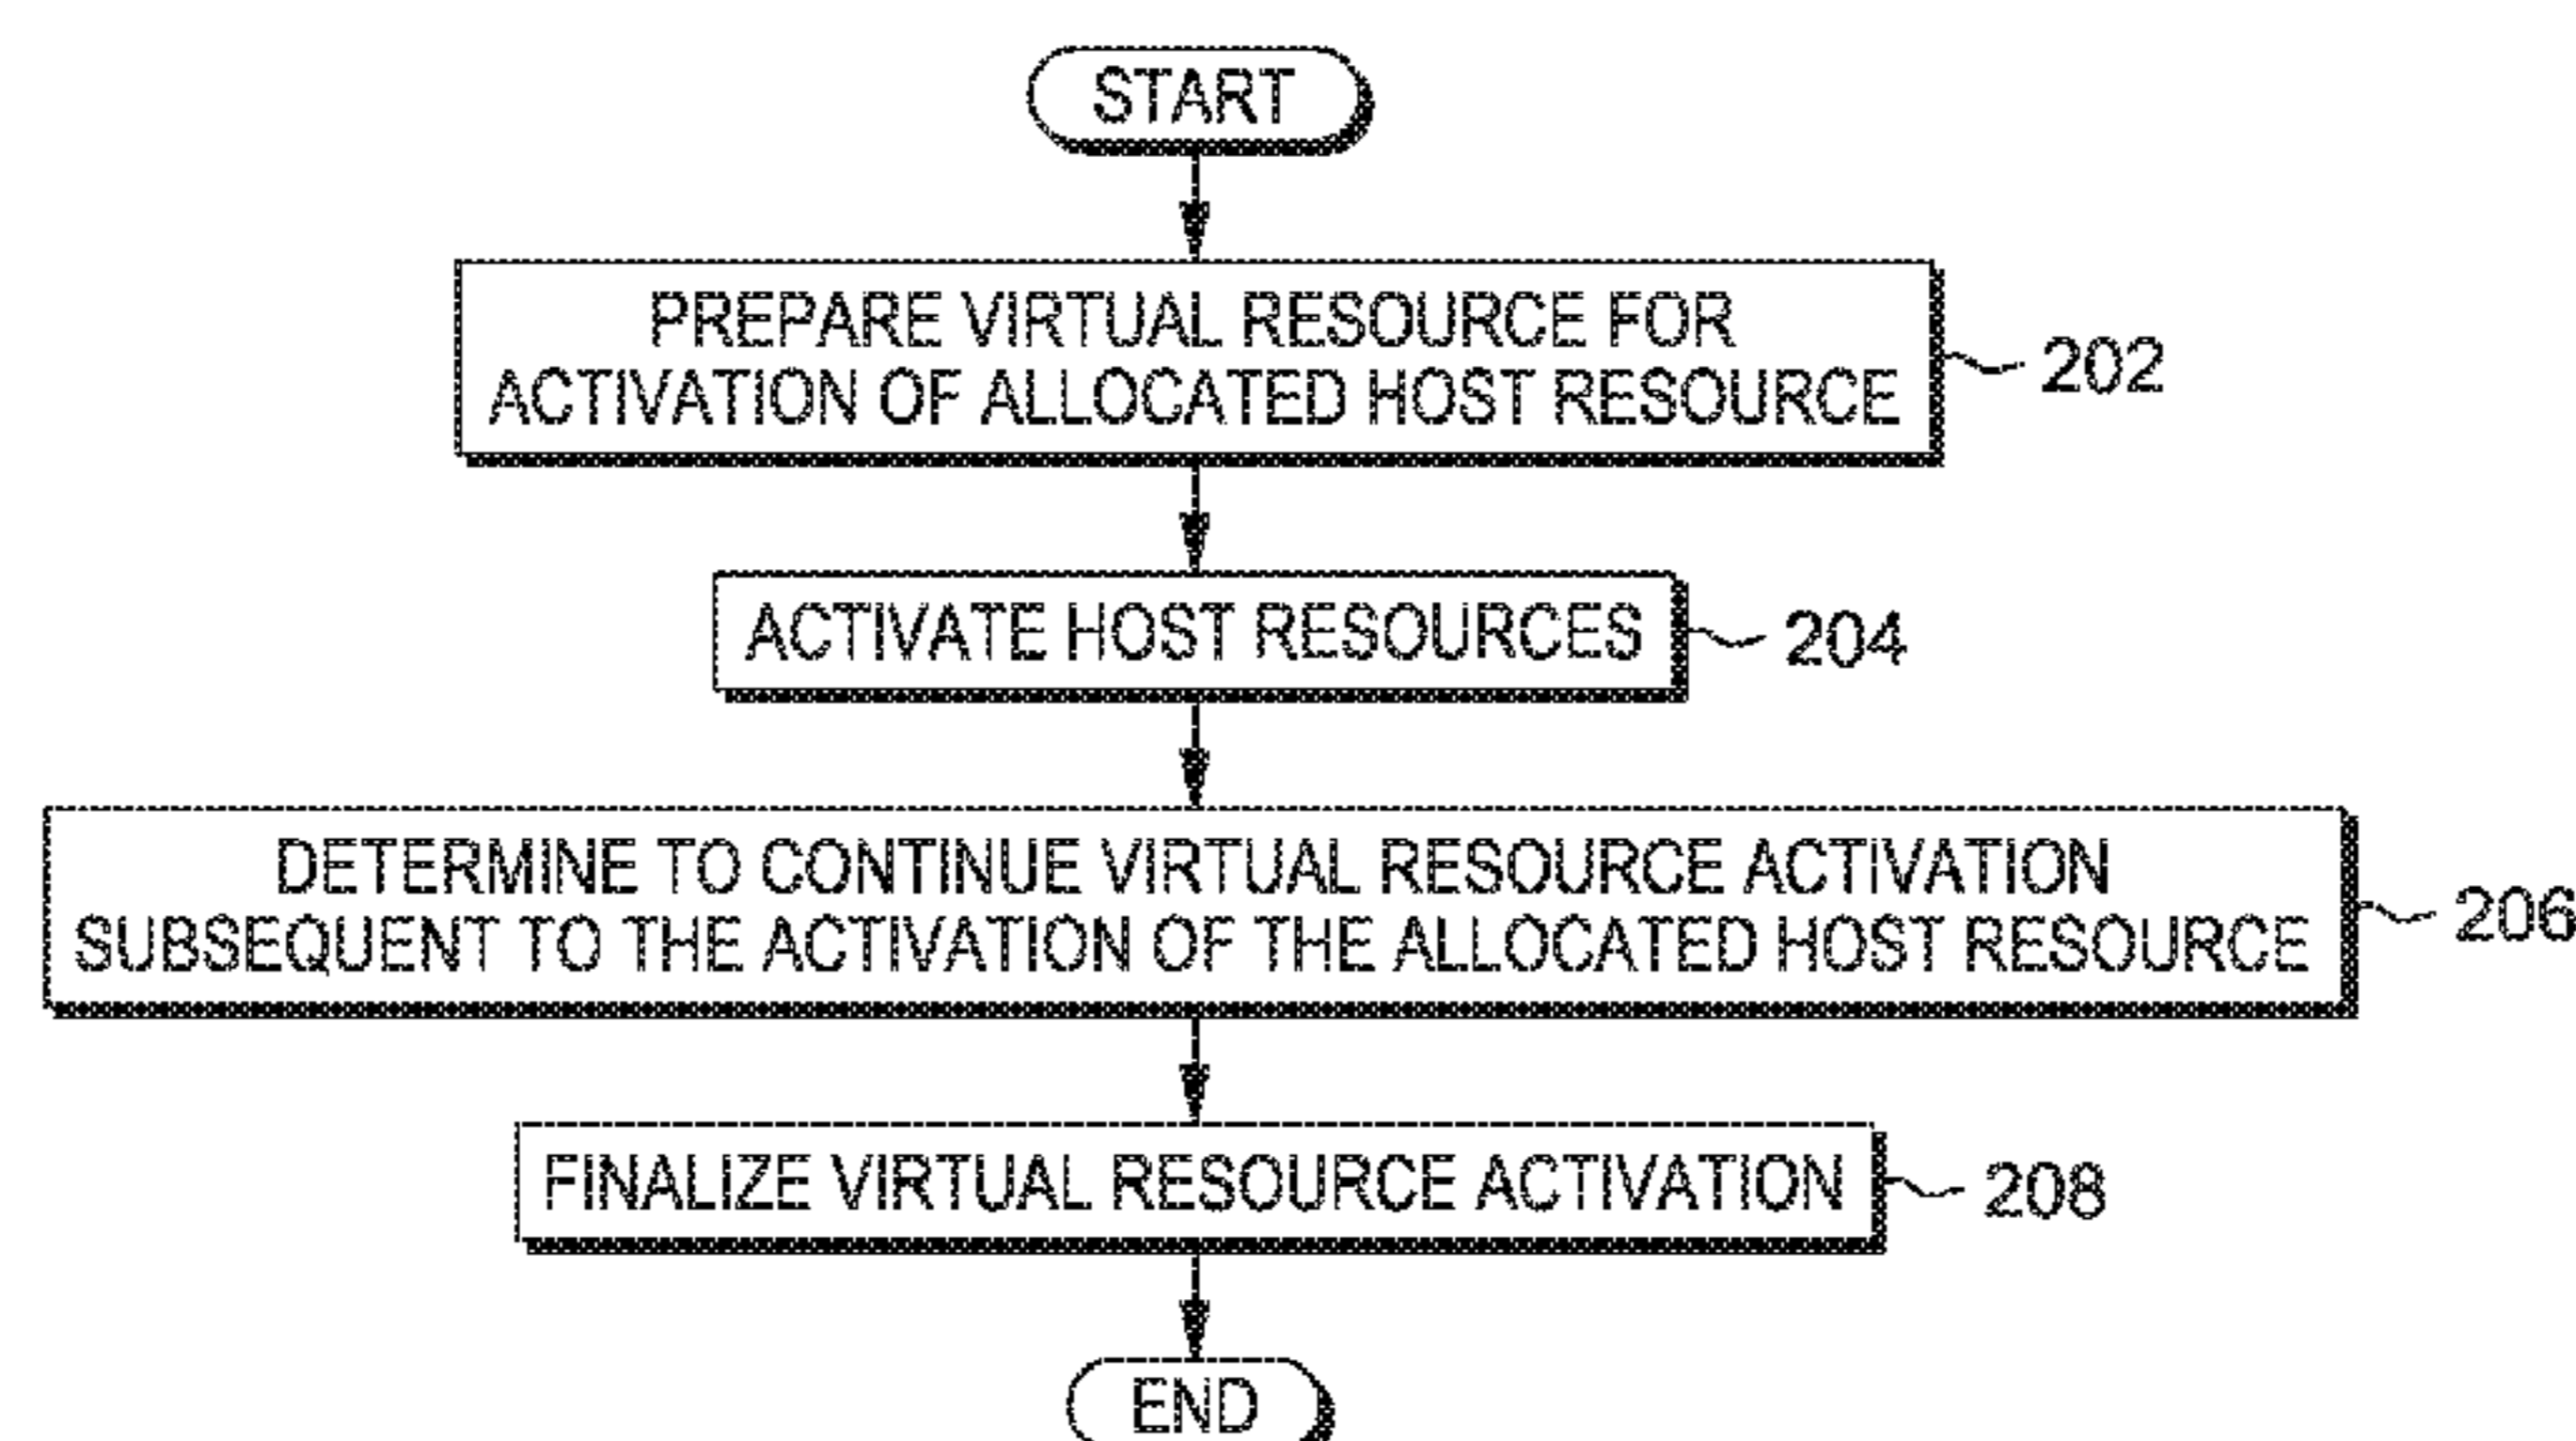 START
PREPARE VIRTUAL RESOURCE FOR
ACTIVATION OF ALLOCATED HOST RESOURCE
202
ACTIVATE HOST RESOURCES
204
DETERMINE TO CONTINUE VIRTUAL RESOURCE ACTIVATION
SUBSEQUENT TO THE ACTIVATION OF THE ALLOCATED HOST RESOURCE
206
FINALIZE VIRTUAL RESOURCE ACTIVATION
208
END